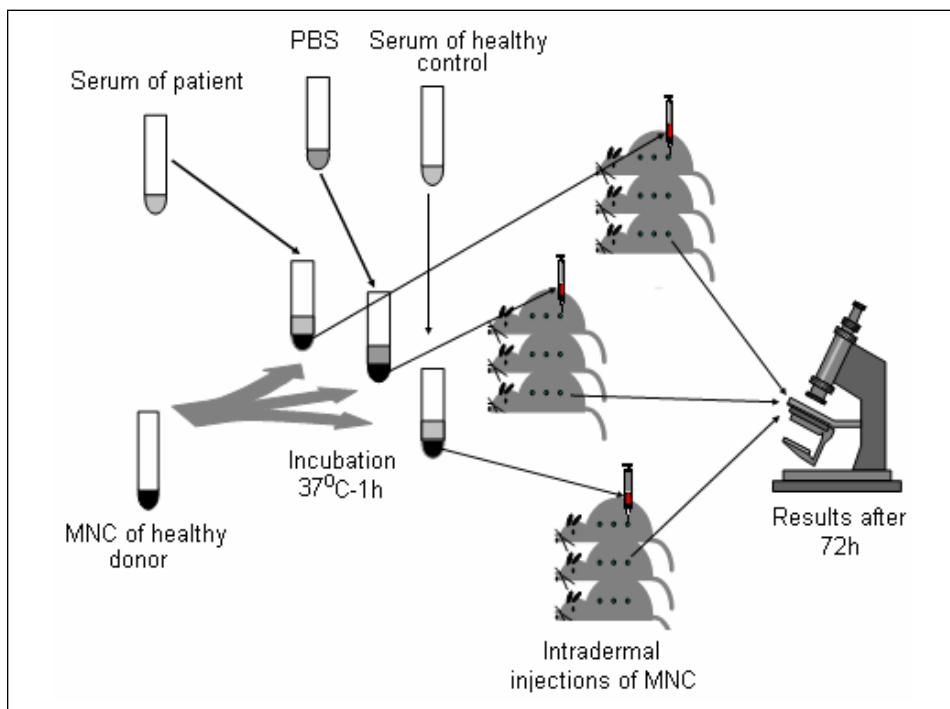 PBS
Serum of healthy
control
Serum of patient
Incubation
37⁰C-1h
MNC of healthy
donor
Results after
72h
Intradermal
injections of MNC